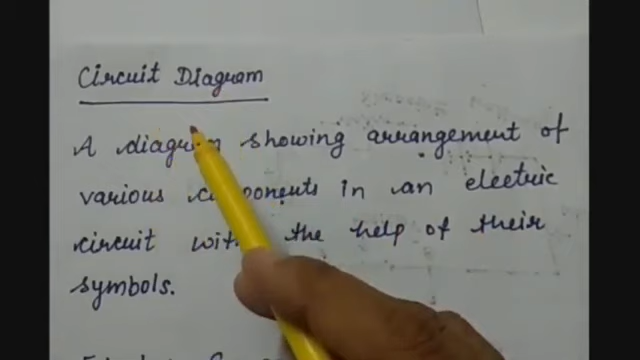 Circuit Diagram
A diagram showing arrangement of
various components in an electric
circuit with the help of their
symbols.